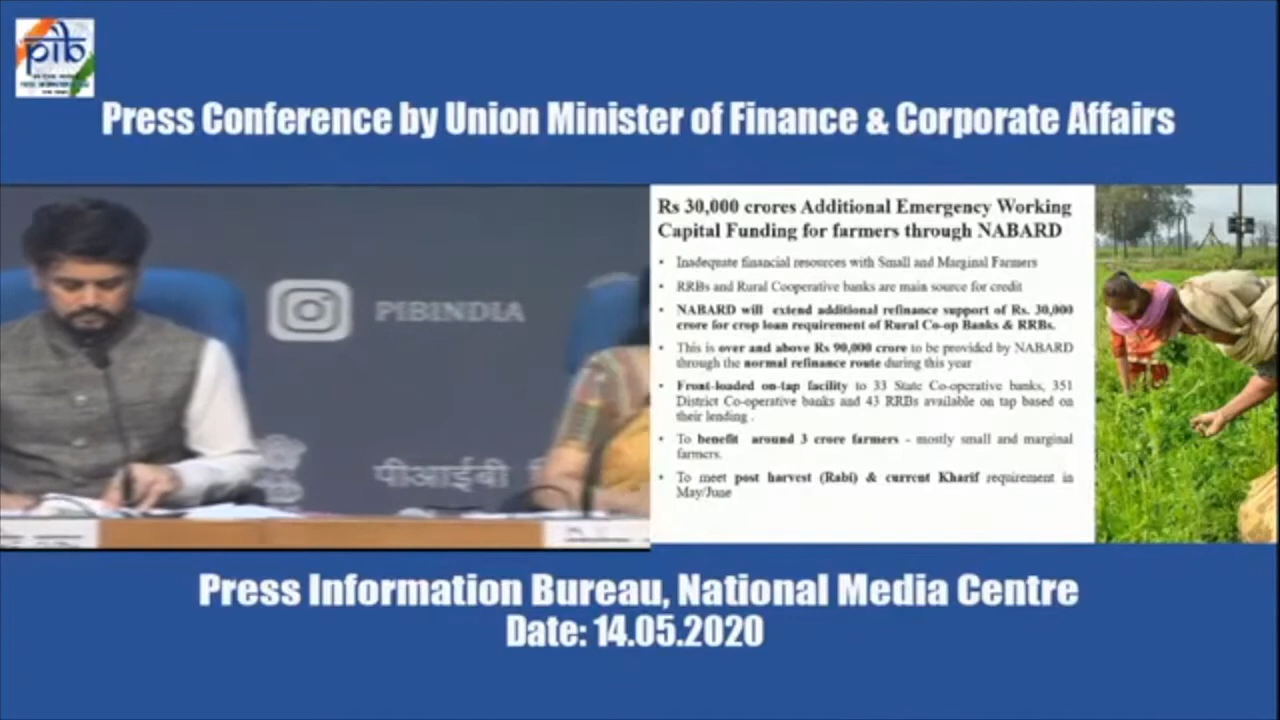 pib
Press Conference by Union Minister of Finance & Corporate Affairs
PIBINDIA
पीआईबी
Rs 30,000 crores Additional Emergency Working
Capital Funding for farmers through NABARD
• Inadequate financial resources with Small and Marginal Farmers
• RRBs and Rural Cooperative banks are main source for credit
• NABARD will extend additional refinance support of Rs. 30,000
crore for crop loan requirement of Rural Co-op Banks & RRBs.
• This is over and above Rs 90,000 crore to be provided by NABARD
through the normal refinance route during this year
• Front-loaded on-tap facility to 33 State Co-operative banks, 351
District Co-operative banks and 43 RRBs available on tap based on
their lending .
• To benefit around 3 crore farmers - mostly small and marginal
farmers.
• To meet post harvest (Rabi) & current Kharif requirement in
May/June
Press Information Bureau, National Media Centre
Date: 14.05.2020